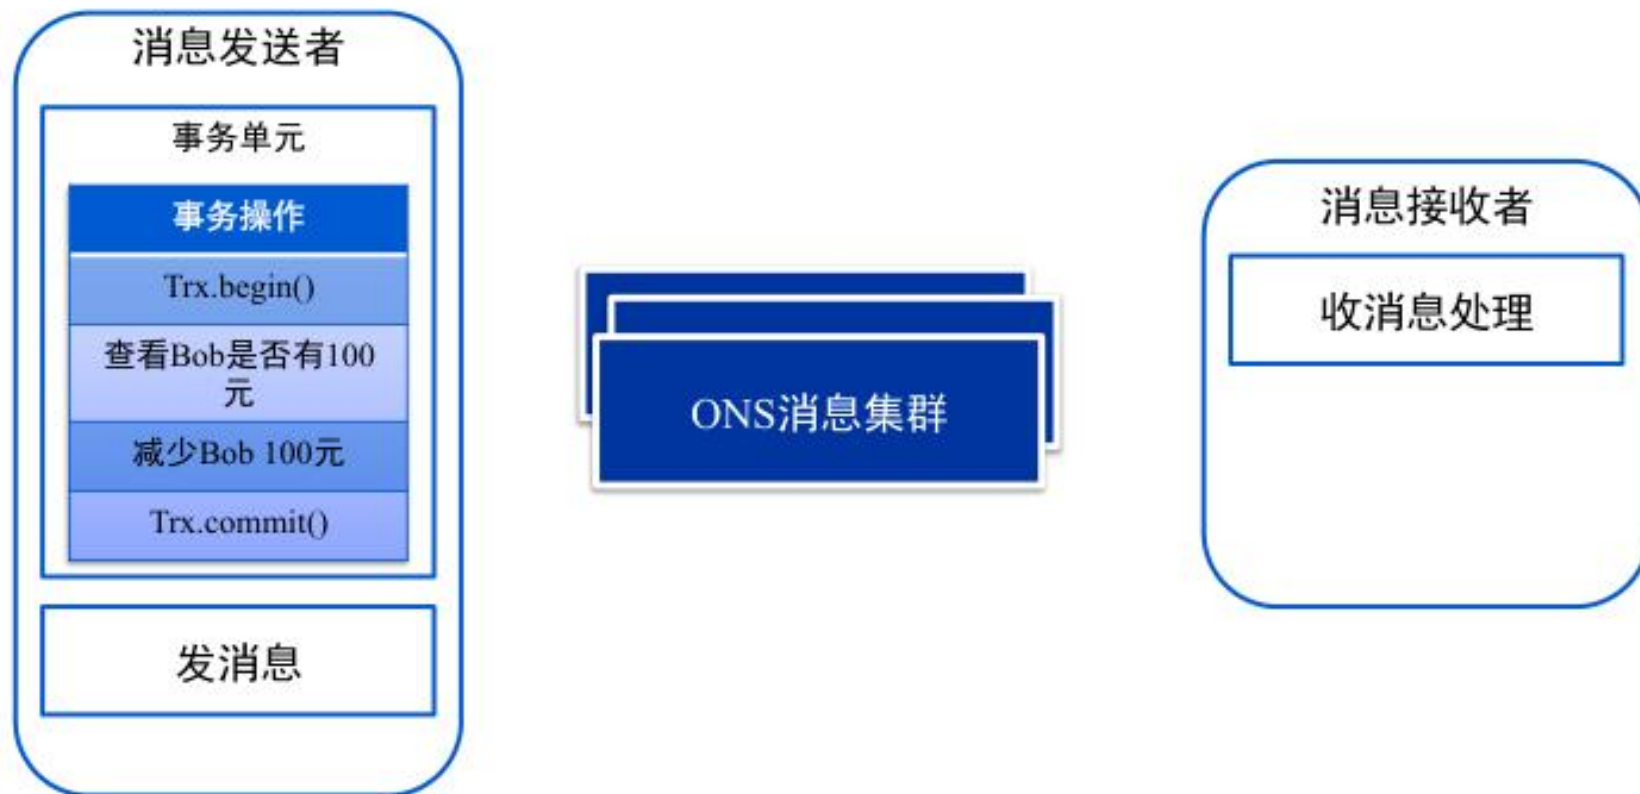 消息发送者
事务单元
事务操作
Trx.begin()
查看Bob是否有100
元
减少Bob 100元
Trx.commit()
发消息
ONS消息集群
消息接收者
收消息处理